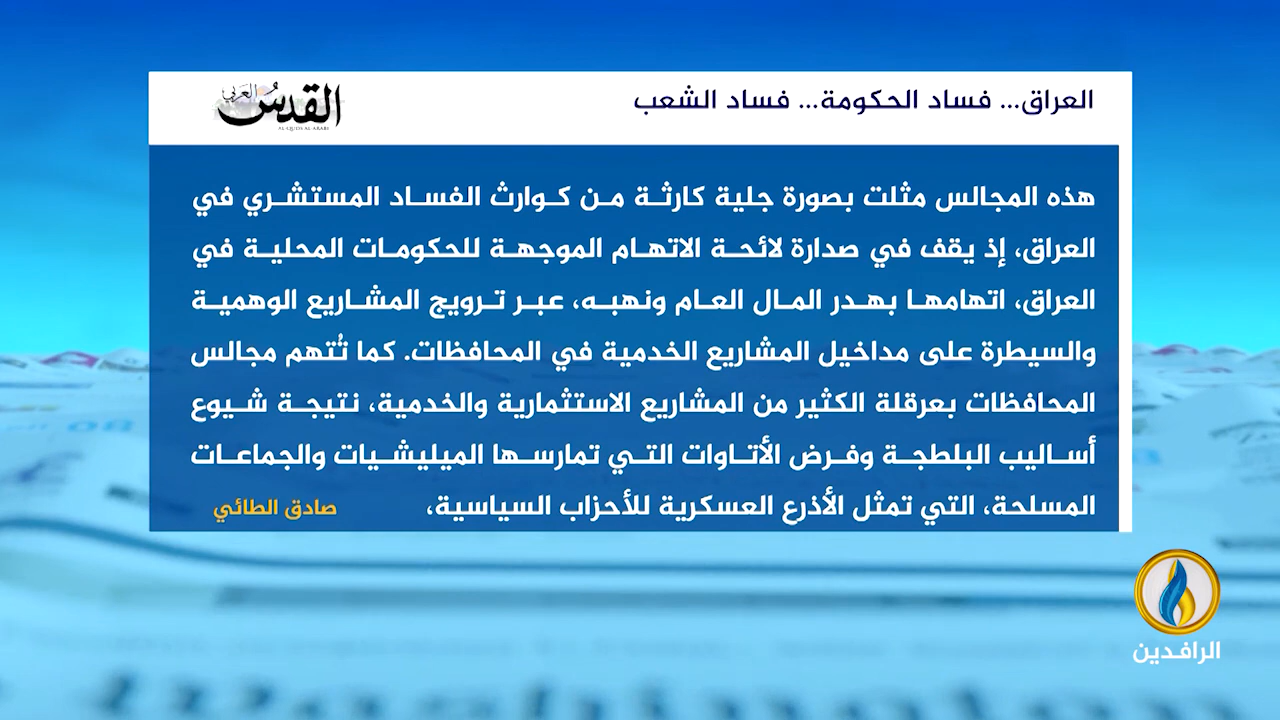 العراق... فساد الحكومة... فساد الشعب
القدس العربي
AL-QUDS AL-ARABI
هذه المجالس مثلت بصورة جلية كارثة من كوارث الفساد المستشري في
العراق، إذ يقف في صدارة لائحة الاتهام الموجهة للحكومات المحلية في
العراق، اتهامها بهدر المال العام ونهبه، عبر ترويج المشاريع الوهمية
والسيطرة على مداخيل المشاريع الخدمية في المحافظات. كما تُتهم مجالس
المحافظات بعرقلة الكثير من المشاريع الاستثمارية والخدمية، نتيجة شيوع
أساليب البلطجة وفرض الأتاوات التي تمارسها الميليشيات والجماعات
المسلحة، التي تمثل الأذرع العسكرية للأحزاب السياسية،
صادق الطائي
الرافدين